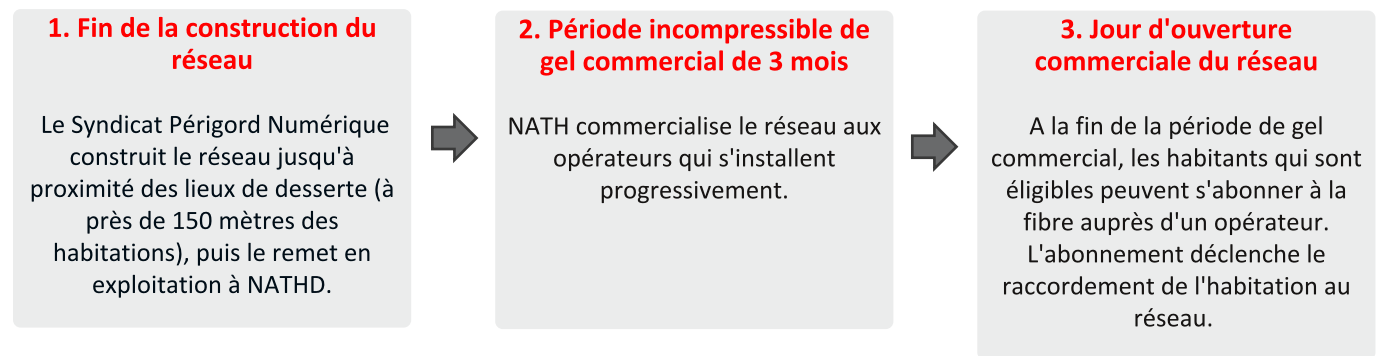 1. Fin de la construction du
réseau
Le Syndicat Périgord Numérique
construit le réseau jusqu'à
proximité des lieux de desserte (à
près de 150 mètres des
habitations), puis le remet en
exploitation à NATHD.
2. Période incompressible de
gel commercial de 3 mois
NATH commercialise le réseau aux
opérateurs qui s'installent
progressivement.
3. Jour d'ouverture
commerciale du réseau
A la fin de la période de gel
commercial, les habitants qui sont
éligibles peuvent s'abonner à la
fibre auprès d'un opérateur.
L'abonnement déclenche le
raccordement de l'habitation au
réseau.